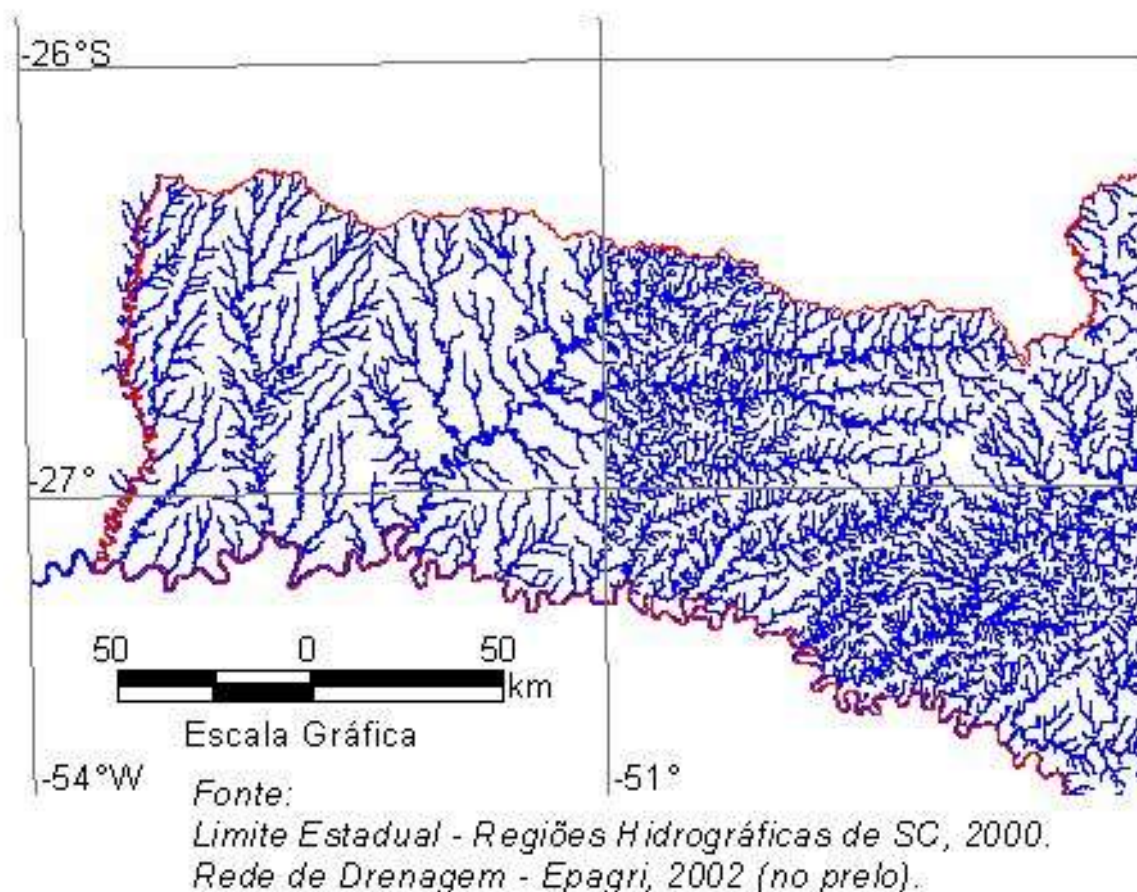 -26°S
-27°
50 0 50
km
Escala Gráfica
-54°W
-51°
Fonte:
Limite Estadual - Regiões Hidrográficas de SC, 2000.
Rede de Drenagem - Epagri, 2002 (no prelo).